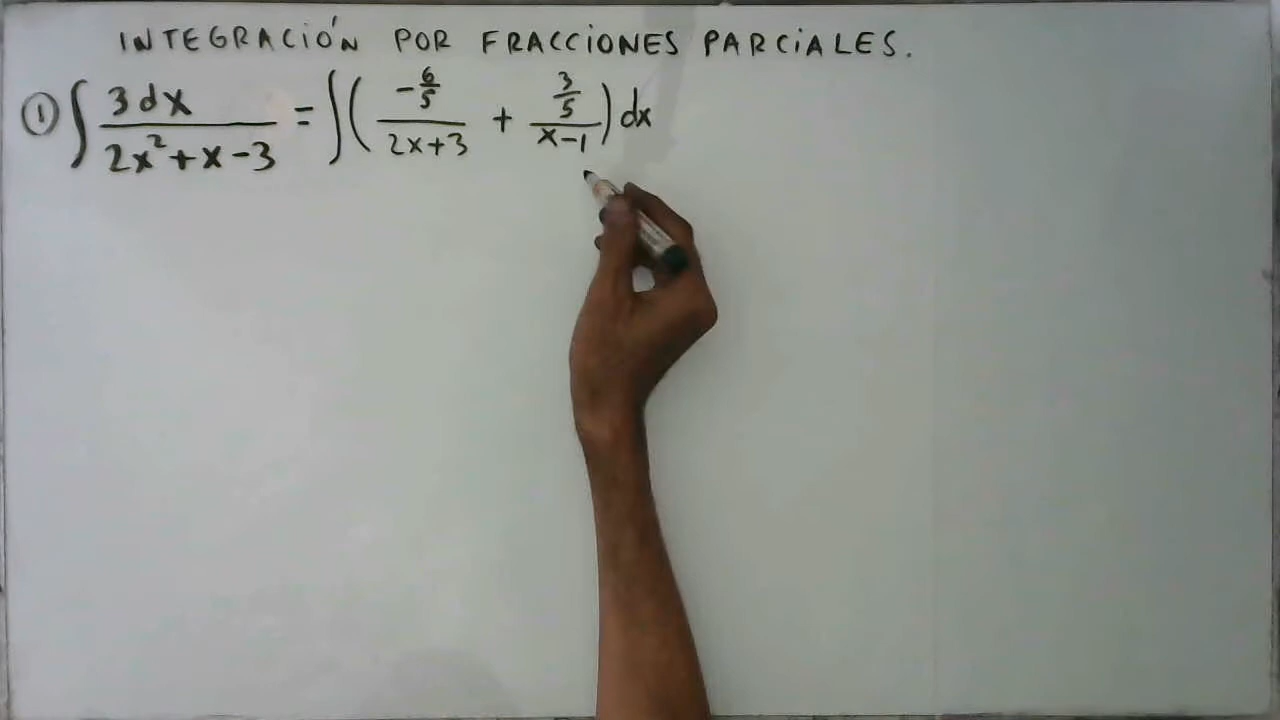 INTEGRACIÓN POR FRACCIONES PARCIALES.
① ∫ 3dx / (2x² + x - 3) = ∫ ( (-6/5) / (2x+3) + (3/5) / (x-1) ) dx